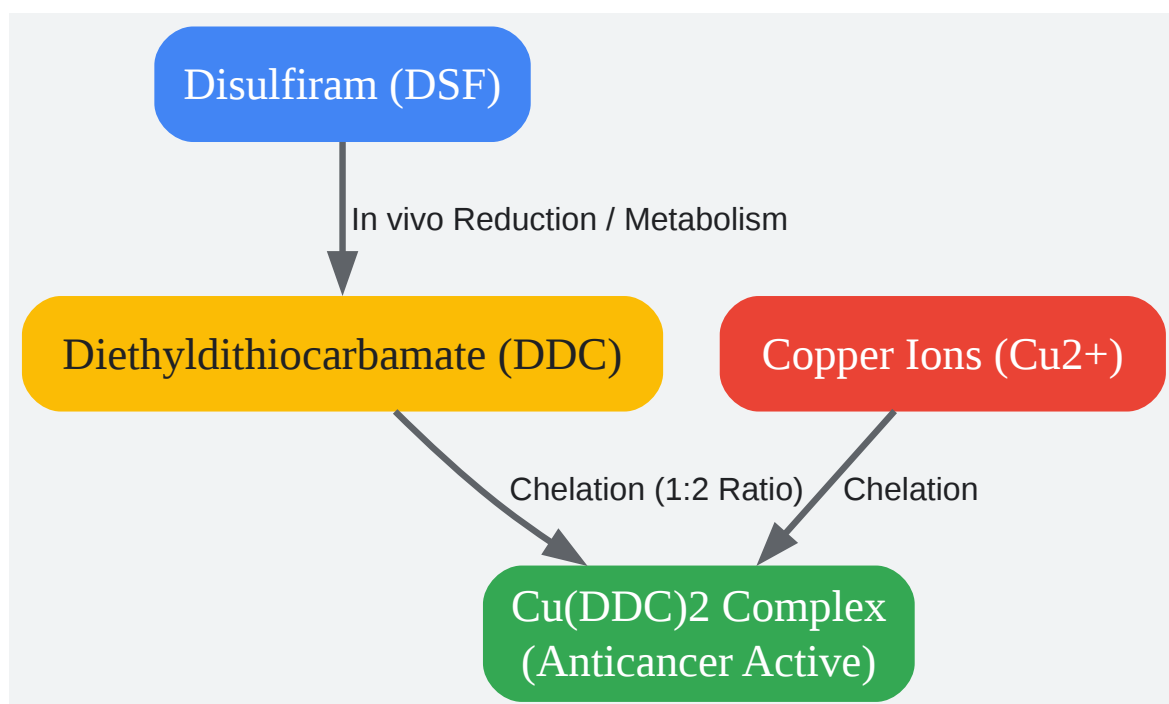 Disulfiram (DSF)
In vivo Reduction / Metabolism
Diethyldithiocarbamate (DDC)
Copper Ions (Cu2+)
Chelation (1:2 Ratio)
Chelation
Cu(DDC)2 Complex
(Anticancer Active)